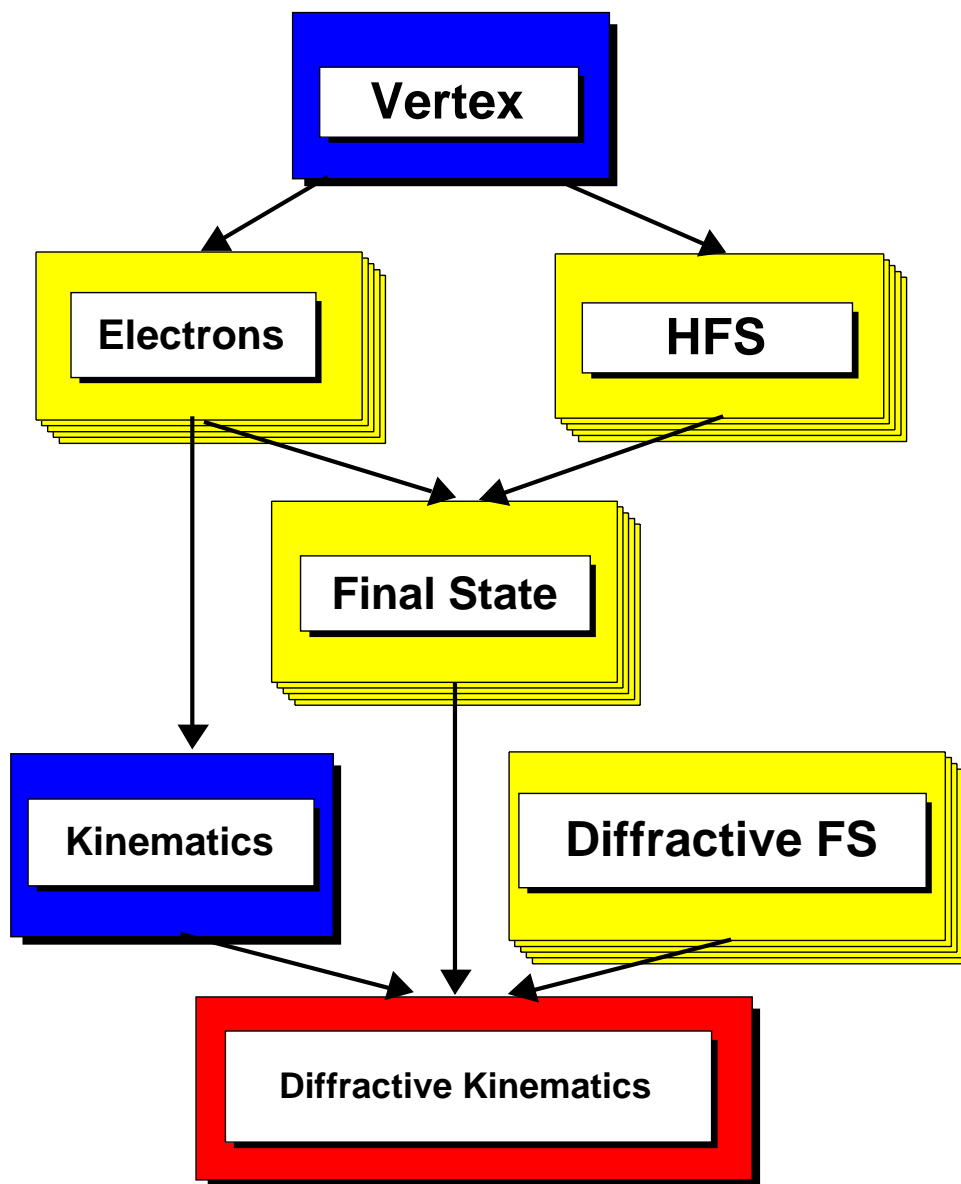 Vertex
Electrons
HFS
Final State
Kinematics
Diffractive FS
Diffractive Kinematics